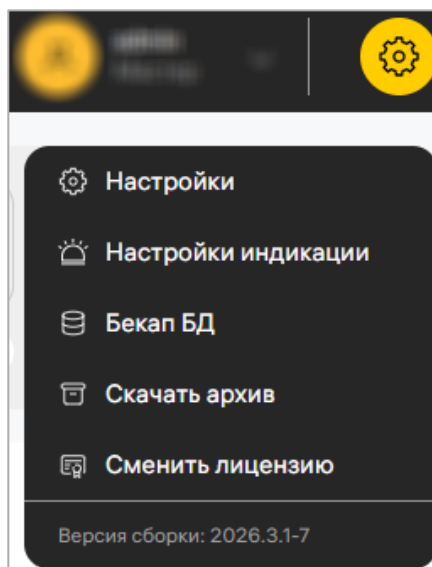 Настройки
Настройки индикации
Бекап БД
Скачать архив
Сменить лицензию
Версия сборки: 2026.3.1-7